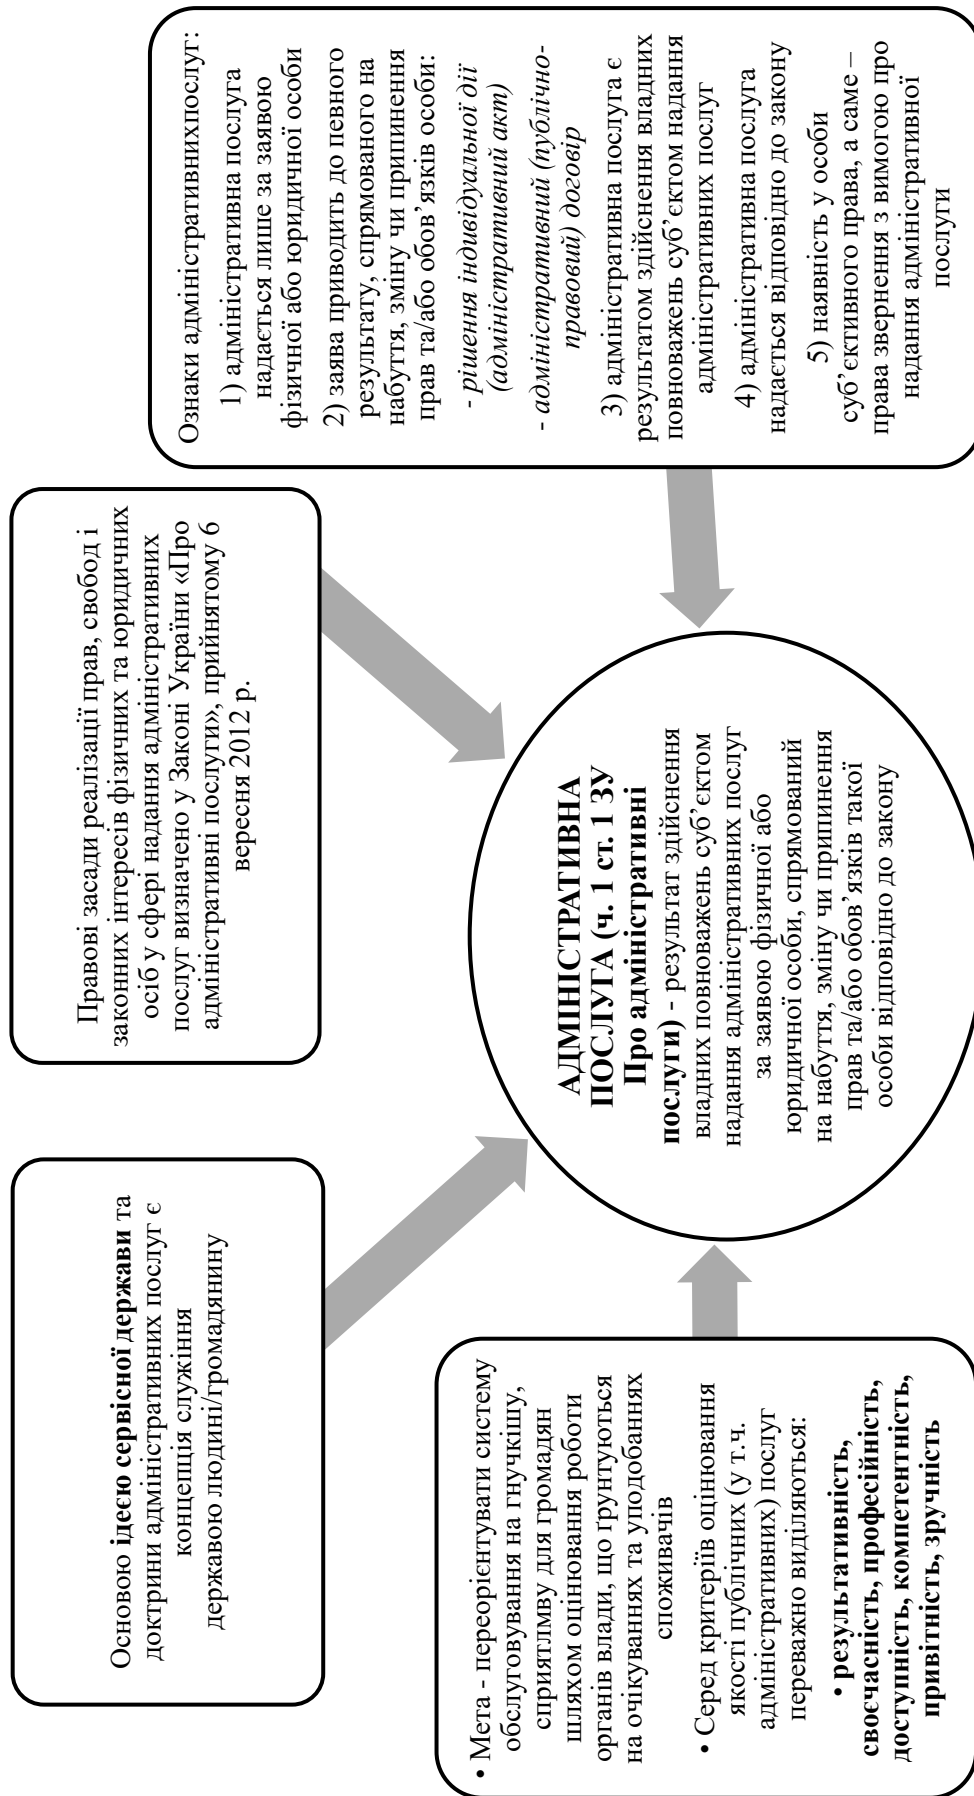 Основою ідеєю сервісної держави та
доктрини адміністративних послуг є
концепція служіння
державою людині/громадянину
Правові засади реалізації прав, свобод і
законних інтересів фізичних та юридичних
осіб у сфері надання адміністративних
послуг визначено у Законі України «Про
адміністративні послуги», прийнятому 6
вересня 2012 р.
• Мета - переорієнтувати систему
обслуговування на гнучкішу,
сприятлмву для громадян
шляхом оцінювання роботи
органів влади, що ґрунтуються
на очікуваннях та уподобаннях
споживачів
• Серед критеріїв оцінювання
якості публічних (у т.ч.
адміністративних) послуг
переважно виділяються:
• результативність,
своєчасність, професійність,
доступність, компетентність,
привітність, зручність
АДМІНІСТРАТИВНА
ПОСЛУГА (ч. 1 ст. 1 ЗУ
Про адміністративні
послуги) - результат здійснення
владних повноважень суб’єктом
надання адміністративних послуг
за заявою фізичної або
юридичної особи, спрямований
на набуття, зміну чи припинення
прав та/або обов’язків такої
особи відповідно до закону
Ознаки адміністративнихпослуг:
1) адміністративна послуга
надається лише за заявою
фізичної або юридичної особи
2) заява приводить до певного
результату, спрямованого на
набуття, зміну чи припинення
прав та/або обов’язків особи:
- рішення індивідуальної дії
(адміністративний акт)
- адміністративний (публічно-
правовий) договір
3) адміністративна послуга є
результатом здійснення владних
повноважень суб’єктом надання
адміністративних послуг
4) адміністративна послуга
надається відповідно до закону
5) наявність у особи
суб’єктивного права, а саме –
права звернення з вимогою про
надання адміністративної
послуги